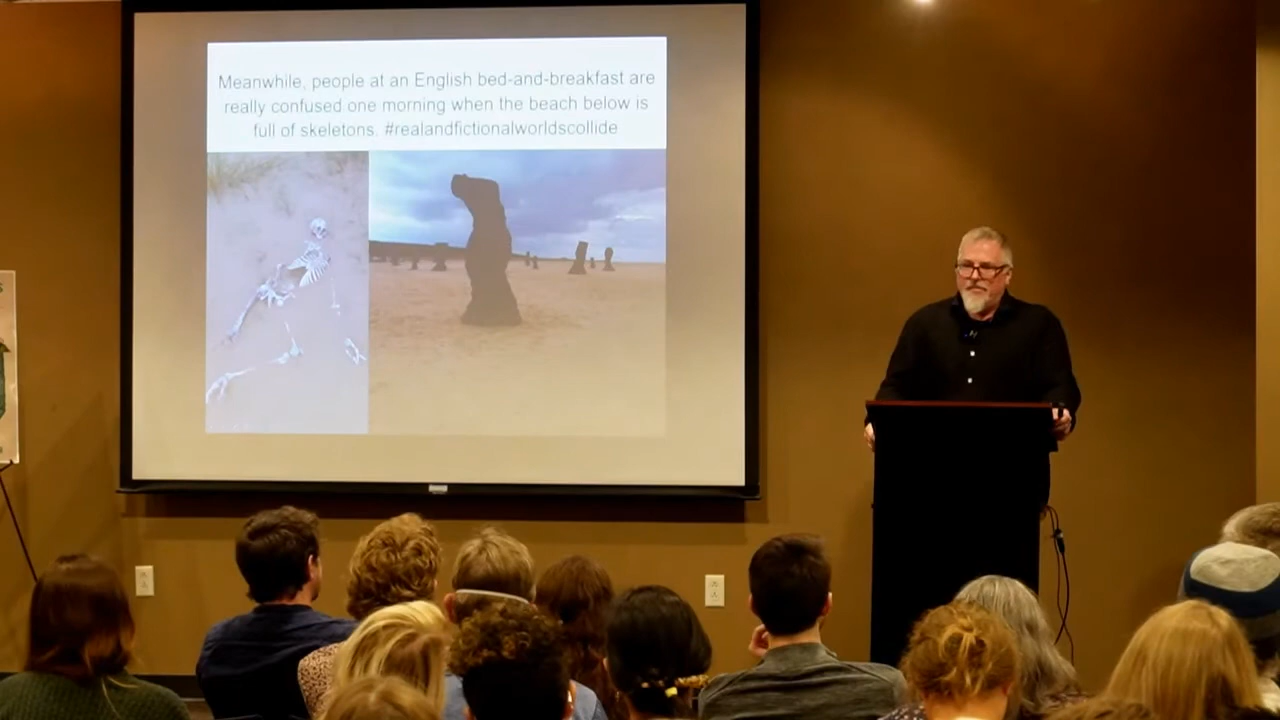 Meanwhile, people at an English bed-and-breakfast are
really confused one morning when the beach below is
full of skeletons. #realandfictionalworldscollide